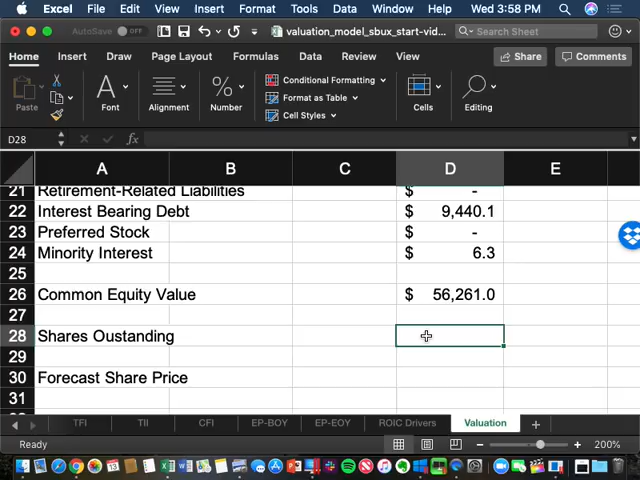 Excel File Edit View Insert Format Tools Data Window Help Wed 3:58 PM
AutoSave OFF valuation_model_sbux_start-vid... Search Sheet
Home Insert Draw Page Layout Formulas Data Review View Share Comments
Paste Font Alignment Number Conditional Formatting Format as Table Cell Styles Cells Editing
D28 fx
A B C D E
21 Retirement-Related Liabilities $ -
22 Interest Bearing Debt $ 9,440.1
23 Preferred Stock $ -
24 Minority Interest $ 6.3
25
26 Common Equity Value $ 56,261.0
27
28 Shares Oustanding
29
30 Forecast Share Price
31
TFI TII CFI EP-BOY EP-EOY ROIC Drivers Valuation +
Ready - + 200%